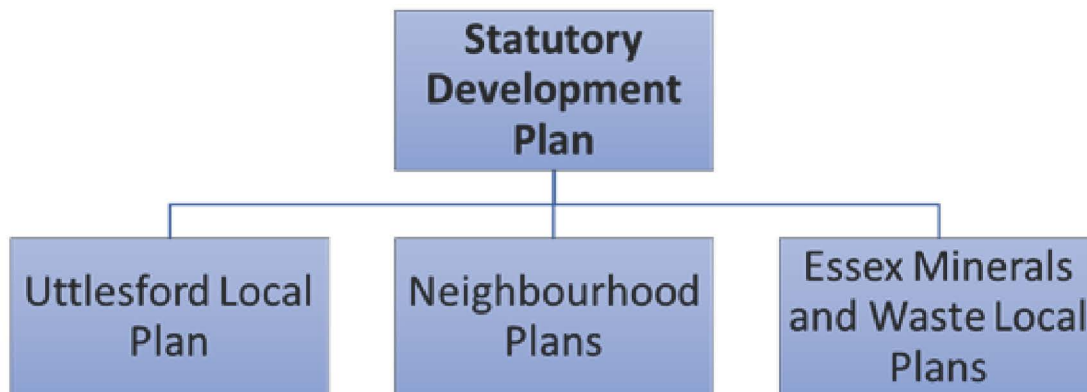 Statutory
Development
Plan
Uttlesford Local
Plan
Neighbourhood
Plans
Essex Minerals
and Waste Local
Plans